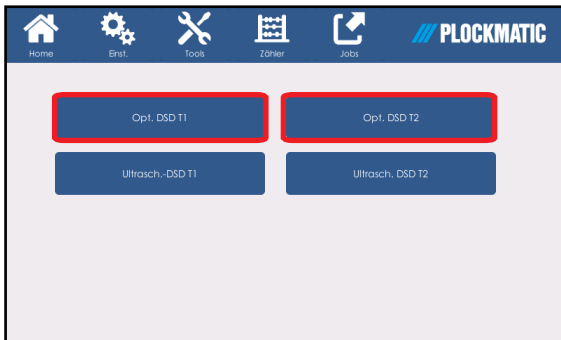 Home Einst. Tools Zähler Jobs PLOCKMATIC
Opt. DSD T1 Opt. DSD T2
Ultrasch.-DSD T1 Ultrasch. DSD T2